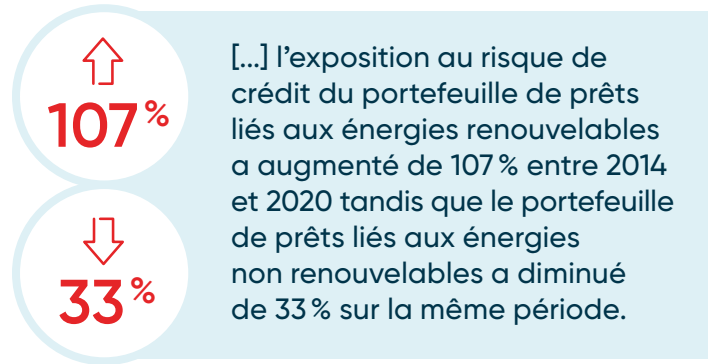 107 %
33 %
[...] l’exposition au risque de
crédit du portefeuille de prêts
liés aux énergies renouvelables
a augmenté de 107 % entre 2014
et 2020 tandis que le portefeuille
de prêts liés aux énergies
non renouvelables a diminué
de 33 % sur la même période.